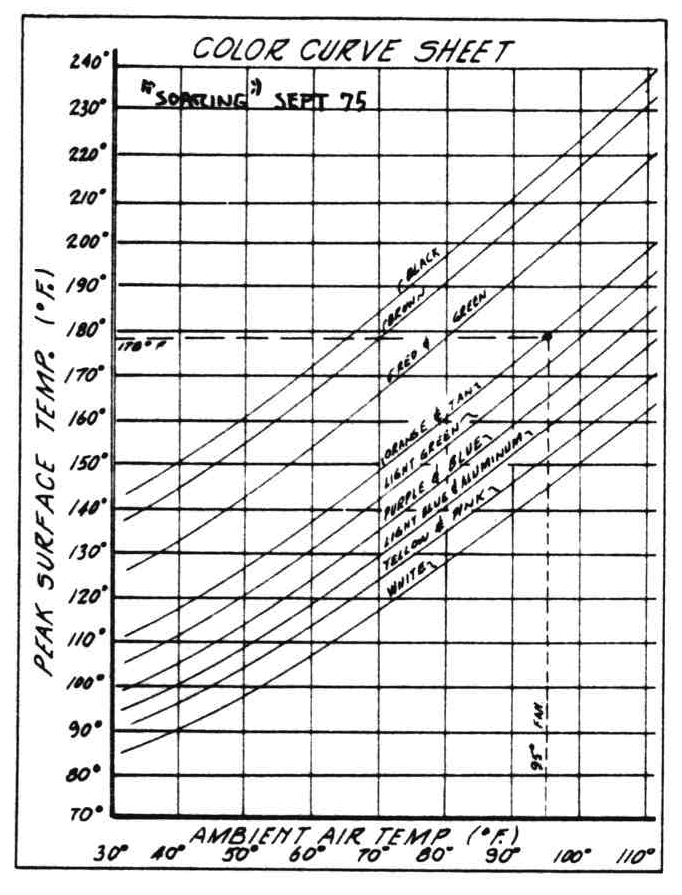 COLOR CURVE SHEET
"SOARING" SEPT 75
PEAK SURFACE TEMP. (°F.)
240°
230°
220°
210°
200°
190°
180°
178° F
170°
160°
150°
140°
130°
120°
110°
100°
90°
80°
70°
BLACK
BROWN
RED & GREEN
ORANGE & TAN
LIGHT GREEN
PURPLE & BLUE
LIGHT BLUE & ALUMINUM
YELLOW & PINK
WHITE
95° FAH
AMBIENT AIR TEMP (°F.)
30° 40° 50° 60° 70° 80° 90° 100° 110°